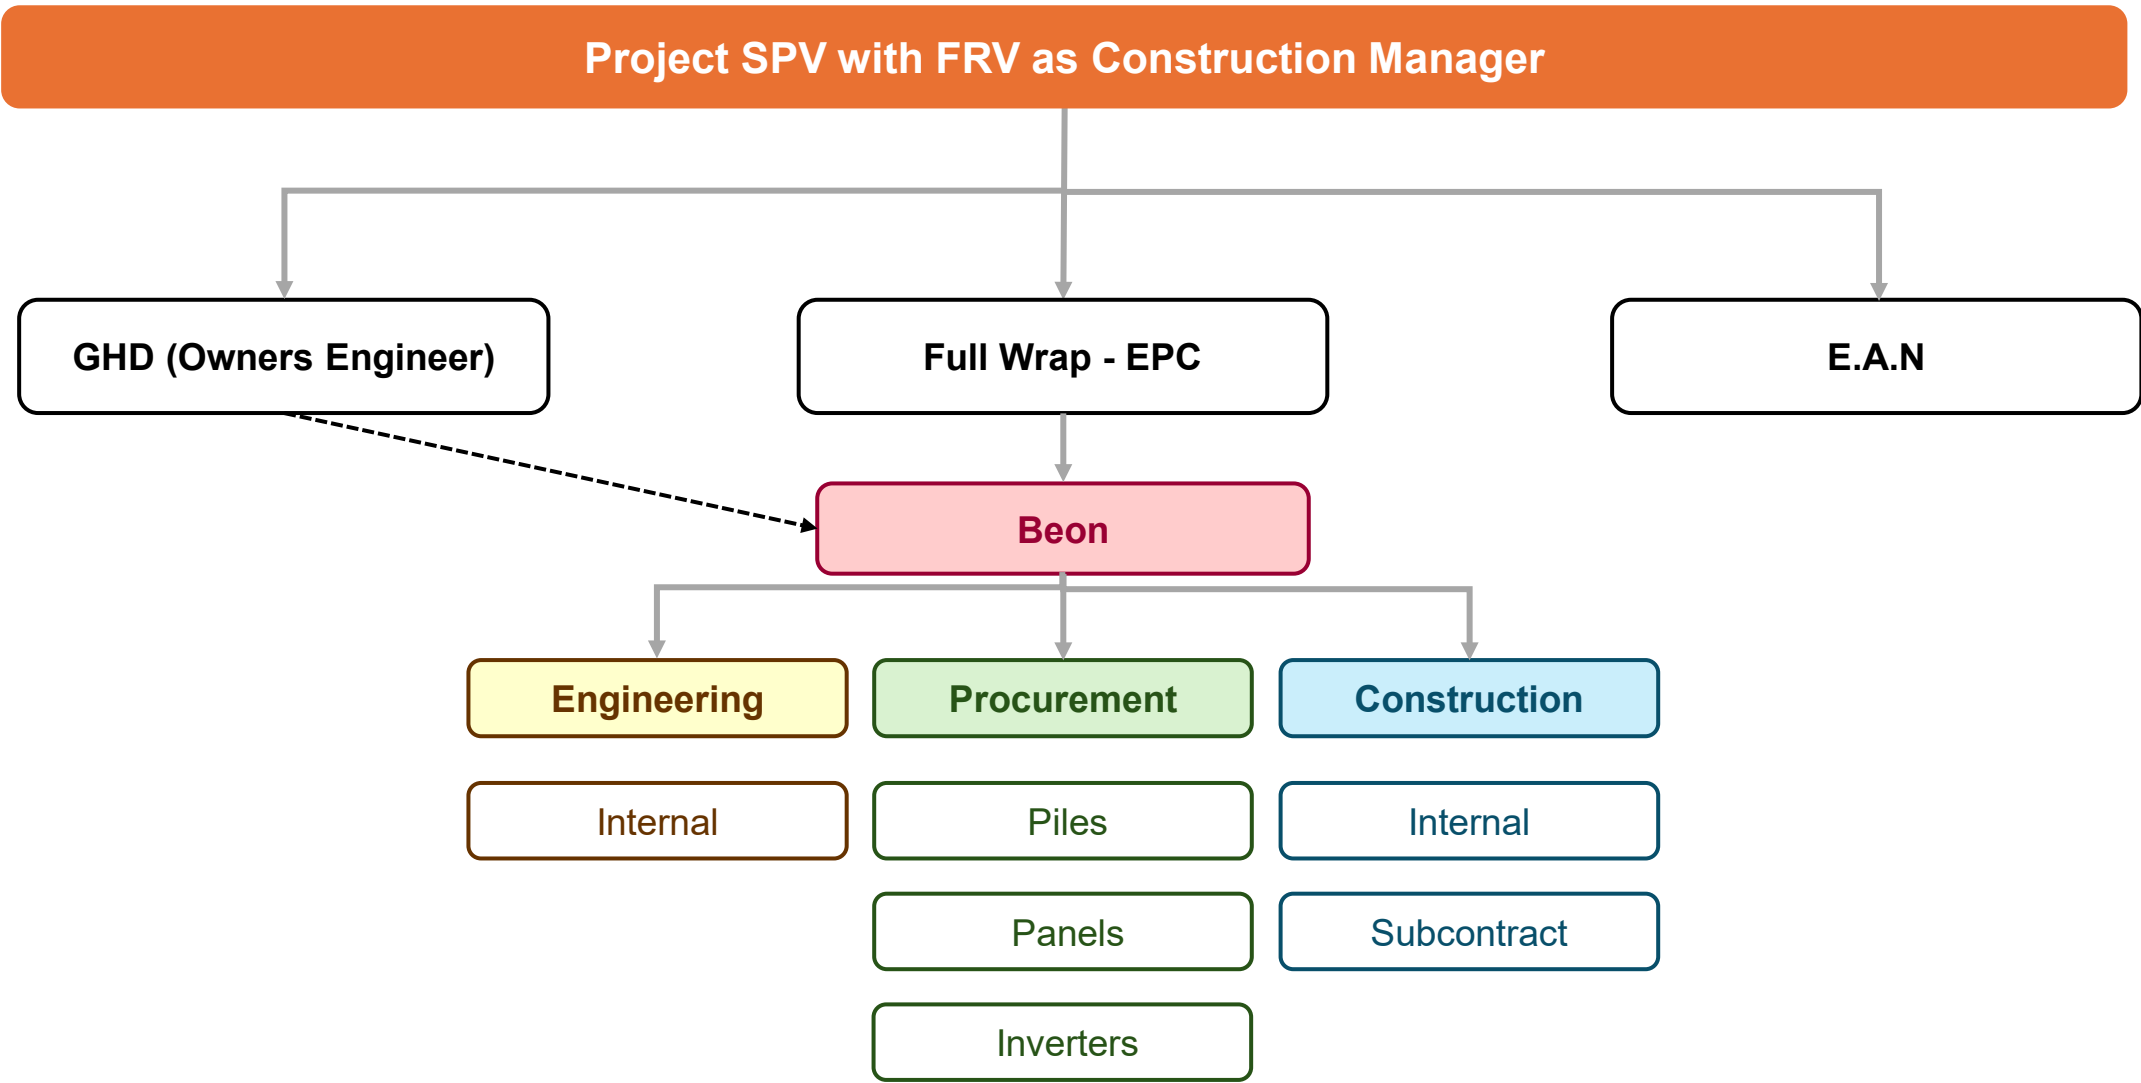 Project SPV with FRV as Construction Manager
GHD (Owners Engineer)
Full Wrap - EPC
E.A.N
Beon
Engineering
Procurement
Construction
Internal
Piles
Internal
Panels
Subcontract
Inverters